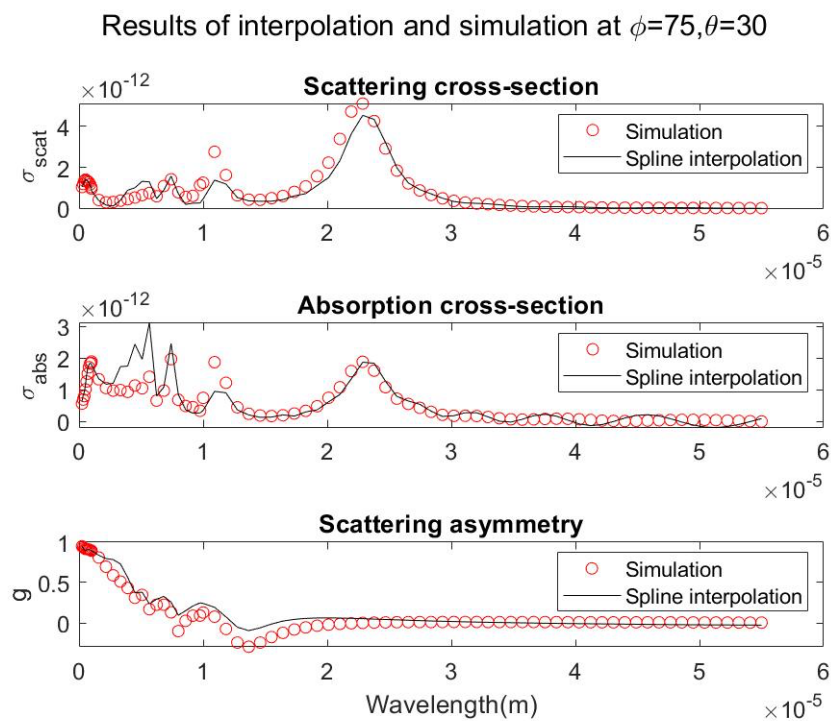 Results of interpolation and simulation at ϕ=75,θ=30
×10⁻¹²
Scattering cross-section
4
2
0
σscat
Simulation
Spline interpolation
0 1 2 3 4 5 6
×10⁻⁵
×10⁻¹²
Absorption cross-section
3
2
1
0
σabs
Simulation
Spline interpolation
0 1 2 3 4 5 6
×10⁻⁵
Scattering asymmetry
1
0.5
0
g
Simulation
Spline interpolation
0 1 2 3 4 5 6
Wavelength(m)
×10⁻⁵